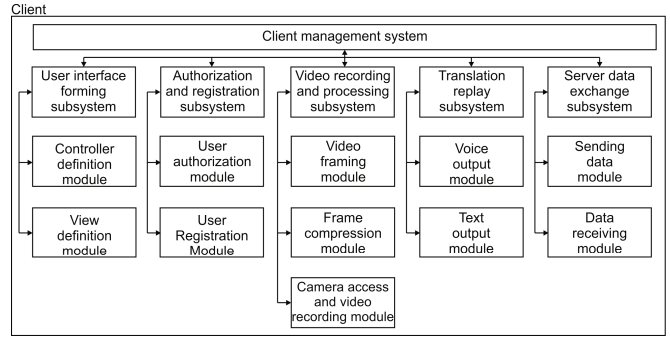 Client
Client management system
User interface
forming
subsystem
Authorization
and registration
subsystem
Video recording
and processing
subsystem
Translation
replay
subsystem
Server data
exchange
subsystem
Controller
definition
module
User
authorization
module
Video
framing
module
Voice
output
module
Sending
data
module
View
definition
module
User
Registration
Module
Frame
compression
module
Text
output
module
Data
receiving
module
Camera access
and video
recording module